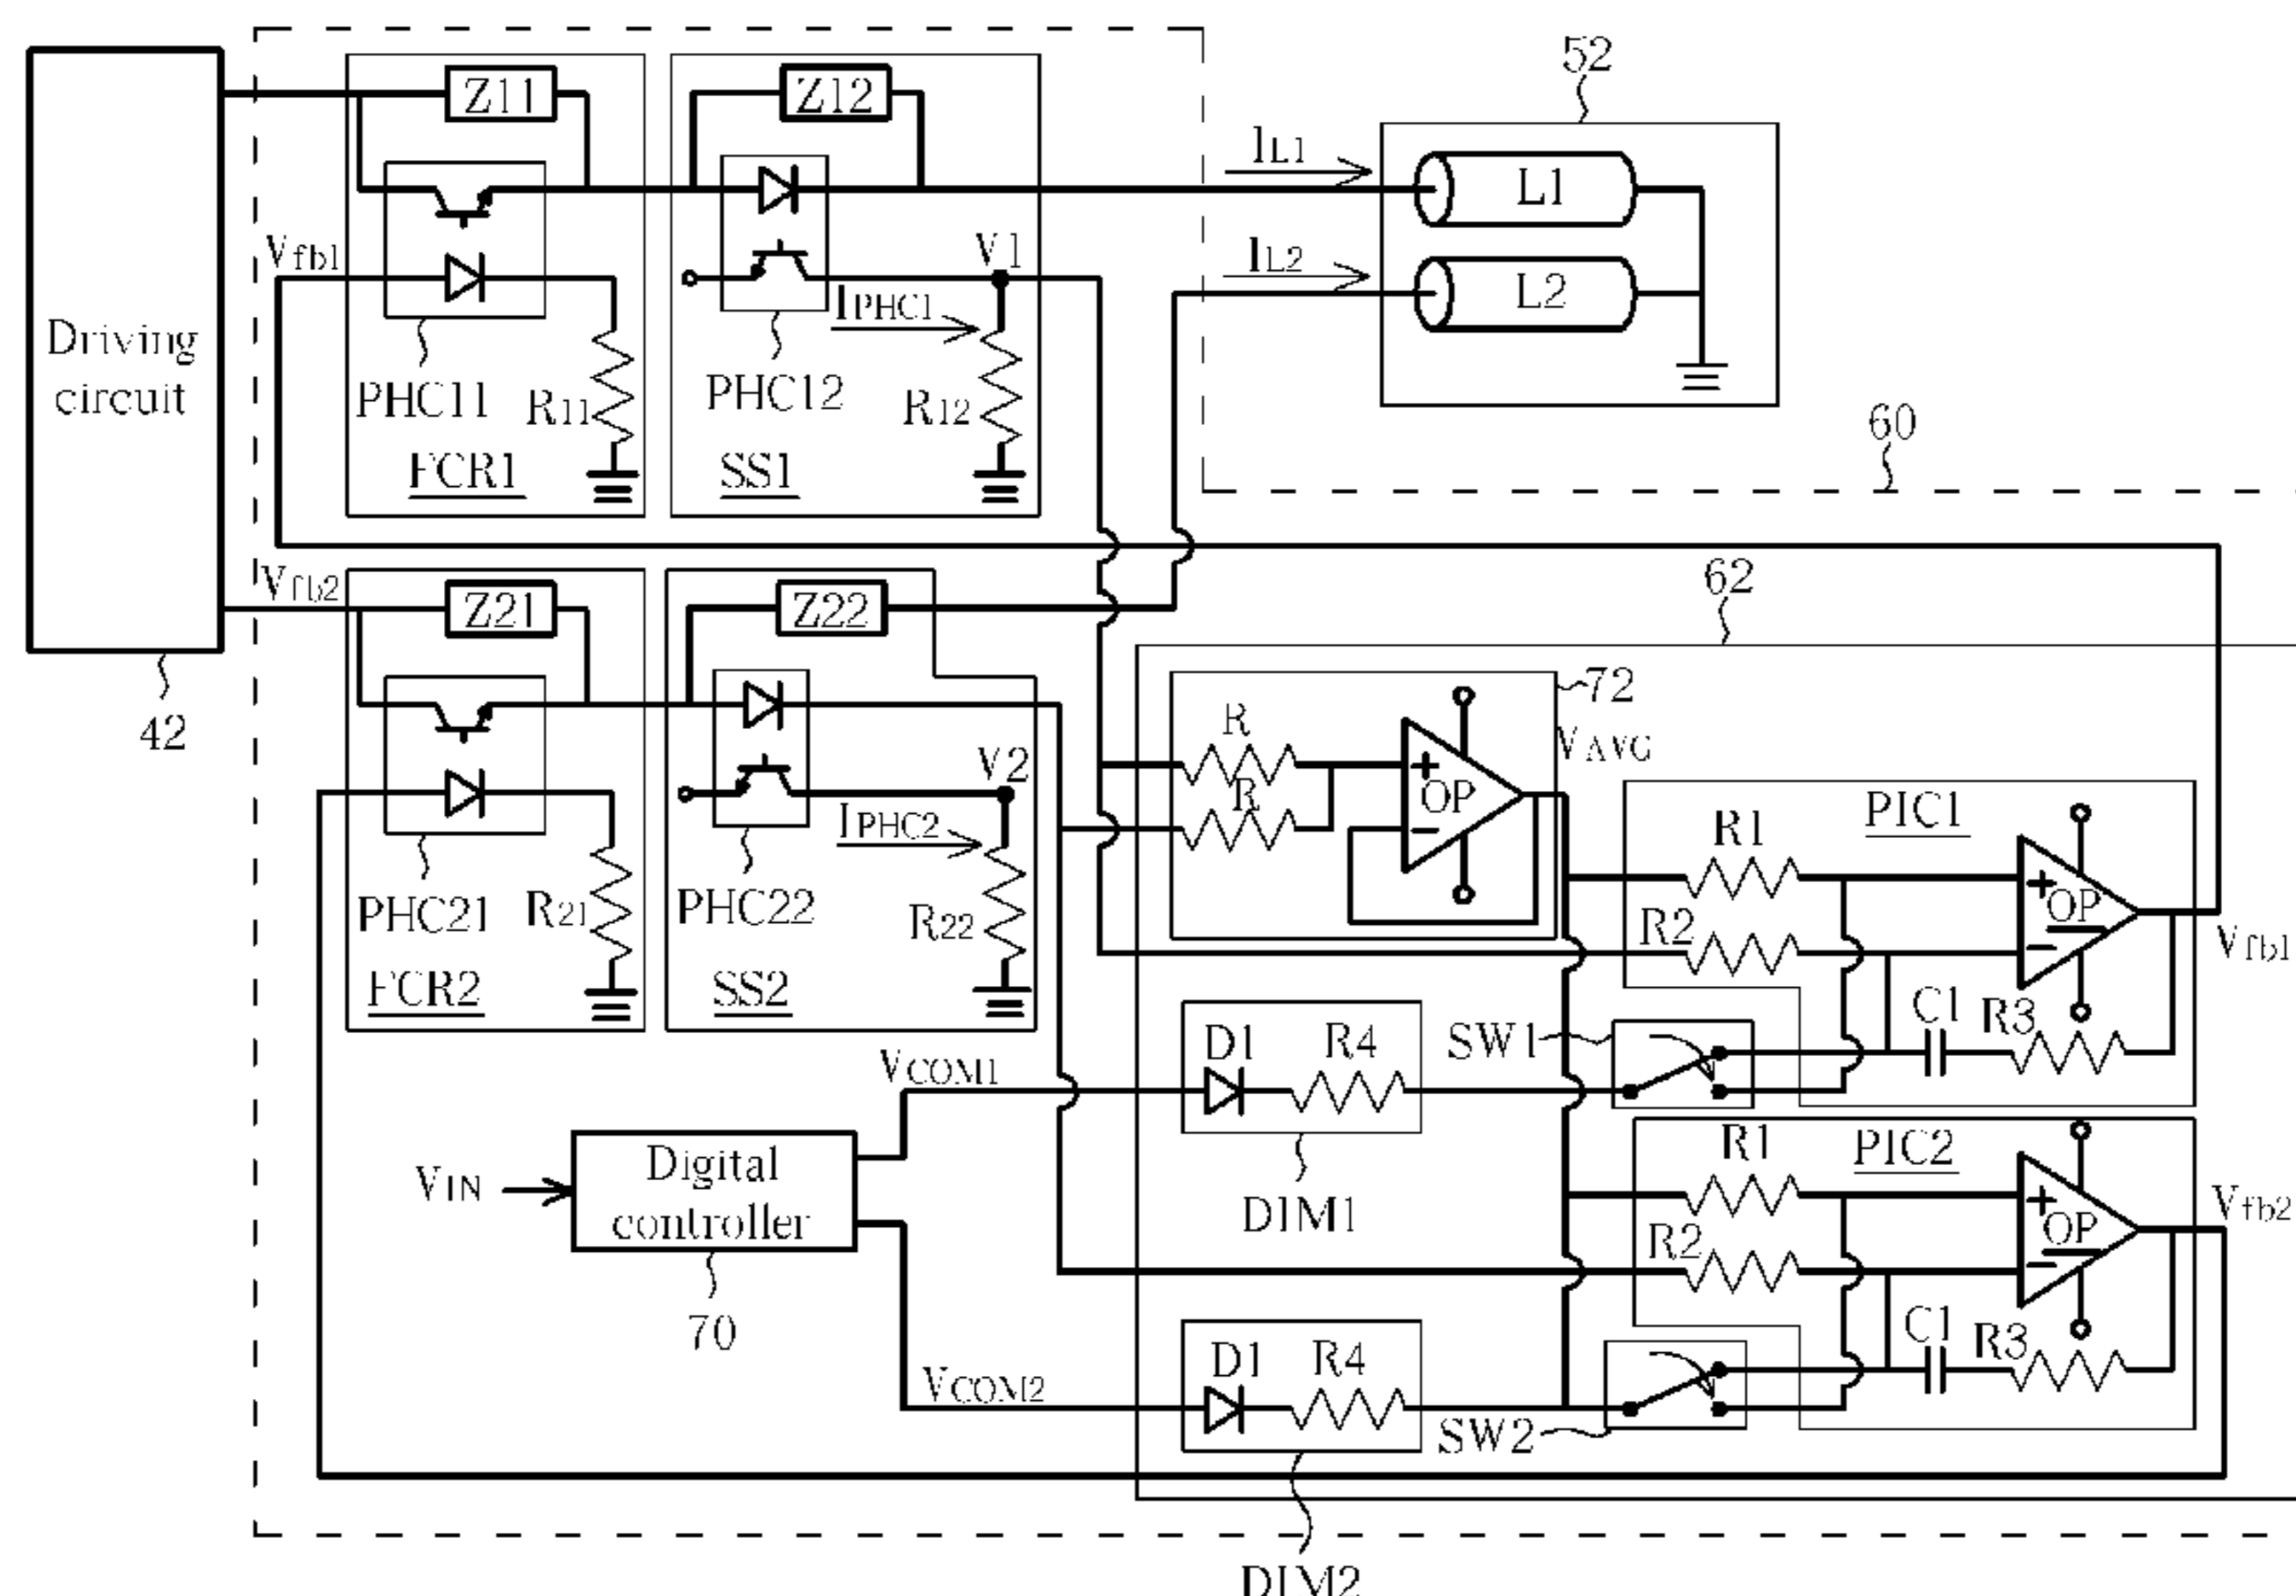 52
Z11
Z12
IL1
L1
Vfb1
V1
IL2
L2
IPHC1
Driving
circuit
PHC11
R11
PHC12
R12
60
FCR1
SS1
62
Vfb2
Z21
Z22
72
42
R
VAVG
V2
R
+
OP
−
PIC1
IPHC2
R1
PHC21
R21
PHC22
R22
R2
+
OP
−
Vfb1
FCR2
SS2
C1
R3
D1
R4
SW1
VCOM1
R1
PIC2
VIN
Digital
controller
DIM1
R2
+
OP
−
Vfb2
70
C1
R3
D1
R4
VCOM2
SW2
DIM2